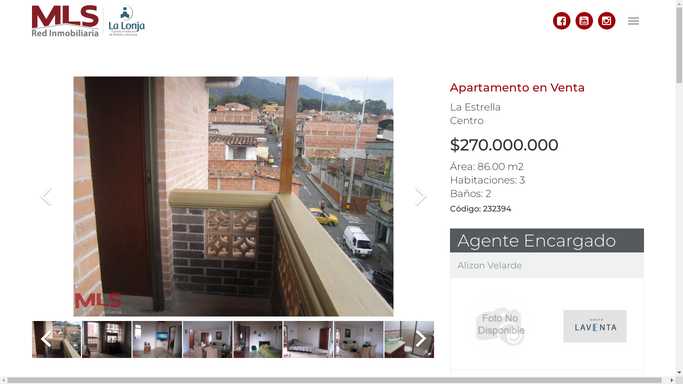 MLS
Red Inmobiliaria
La Lonja
Apartamento en Venta
La Estrella
Centro
$270.000.000
Área: 86.00 m2
Habitaciones: 3
Baños: 2
Código: 232394
MLS
Agente Encargado
Alizon Velarde
Foto No
Disponible
LAVENTA